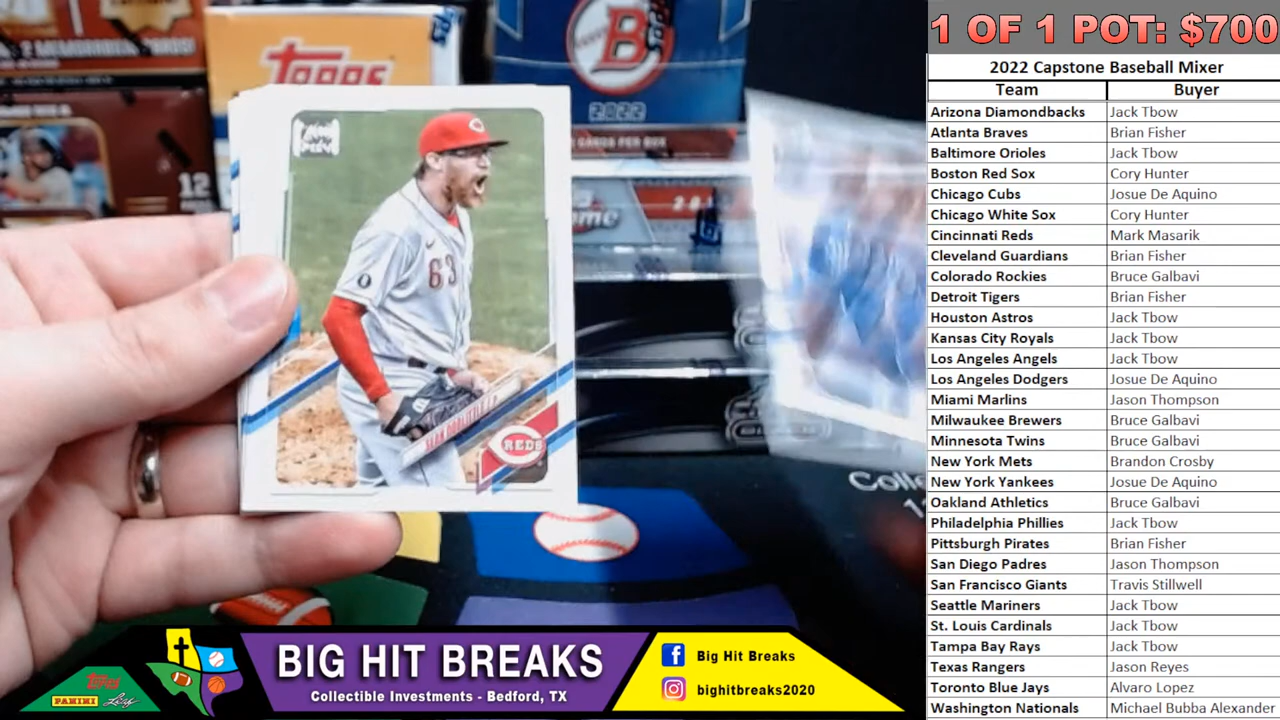 TOPPS
B
2022
CARDS PER BOX
12
63
REDS
1 OF 1 POT: $700
2022 Capstone Baseball Mixer
Team Buyer
Arizona Diamondbacks Jack Tbow
Atlanta Braves Brian Fisher
Baltimore Orioles Jack Tbow
Boston Red Sox Cory Hunter
Chicago Cubs Josue De Aquino
Chicago White Sox Cory Hunter
Cincinnati Reds Mark Masarik
Cleveland Guardians Brian Fisher
Colorado Rockies Bruce Galbavi
Detroit Tigers Brian Fisher
Houston Astros Jack Tbow
Kansas City Royals Jack Tbow
Los Angeles Angels Jack Tbow
Los Angeles Dodgers Josue De Aquino
Miami Marlins Jason Thompson
Milwaukee Brewers Bruce Galbavi
Minnesota Twins Bruce Galbavi
New York Mets Brandon Crosby
New York Yankees Josue De Aquino
Oakland Athletics Bruce Galbavi
Philadelphia Phillies Jack Tbow
Pittsburgh Pirates Brian Fisher
San Diego Padres Jason Thompson
San Francisco Giants Travis Stillwell
Seattle Mariners Jack Tbow
St. Louis Cardinals Jack Tbow
Tampa Bay Rays Jack Tbow
Texas Rangers Jason Reyes
Toronto Blue Jays Alvaro Lopez
Washington Nationals Michael Bubba Alexander
Topps
PANINI
Leaf
BIG HIT BREAKS
Collectible Investments - Bedford, TX
f Big Hit Breaks
bighitbreaks2020